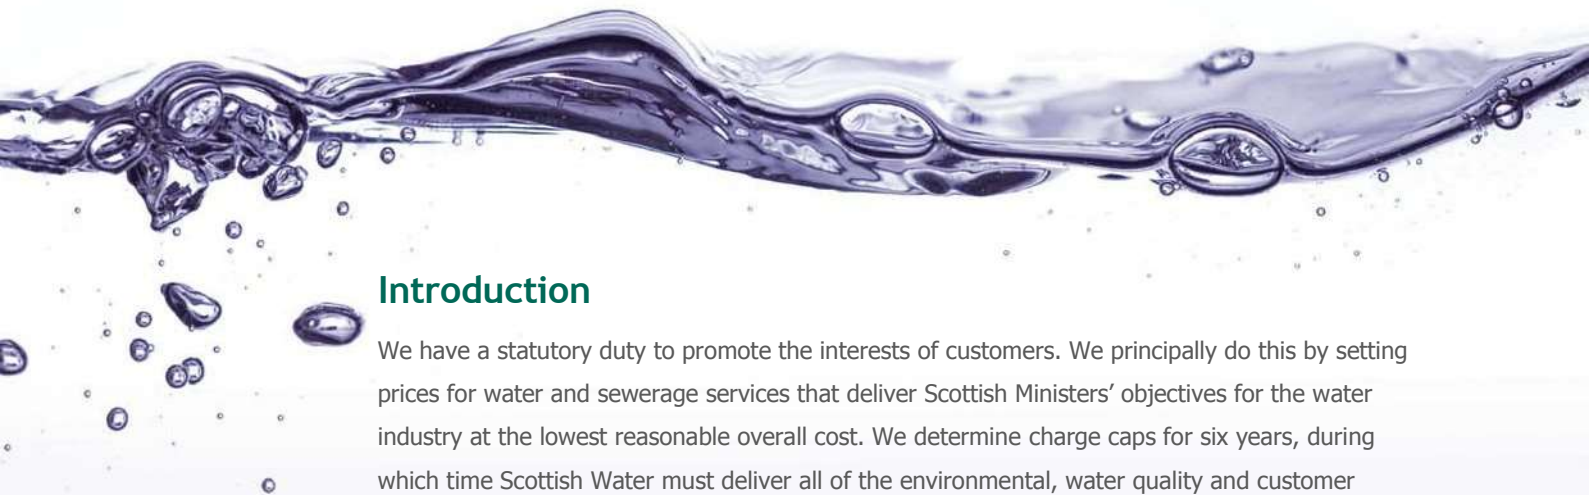 Introduction
We have a statutory duty to promote the interests of customers. We principally do this by setting
prices for water and sewerage services that deliver Scottish Ministers’ objectives for the water
industry at the lowest reasonable overall cost. We determine charge caps for six years, during
which time Scottish Water must deliver all of the environmental, water quality and customer